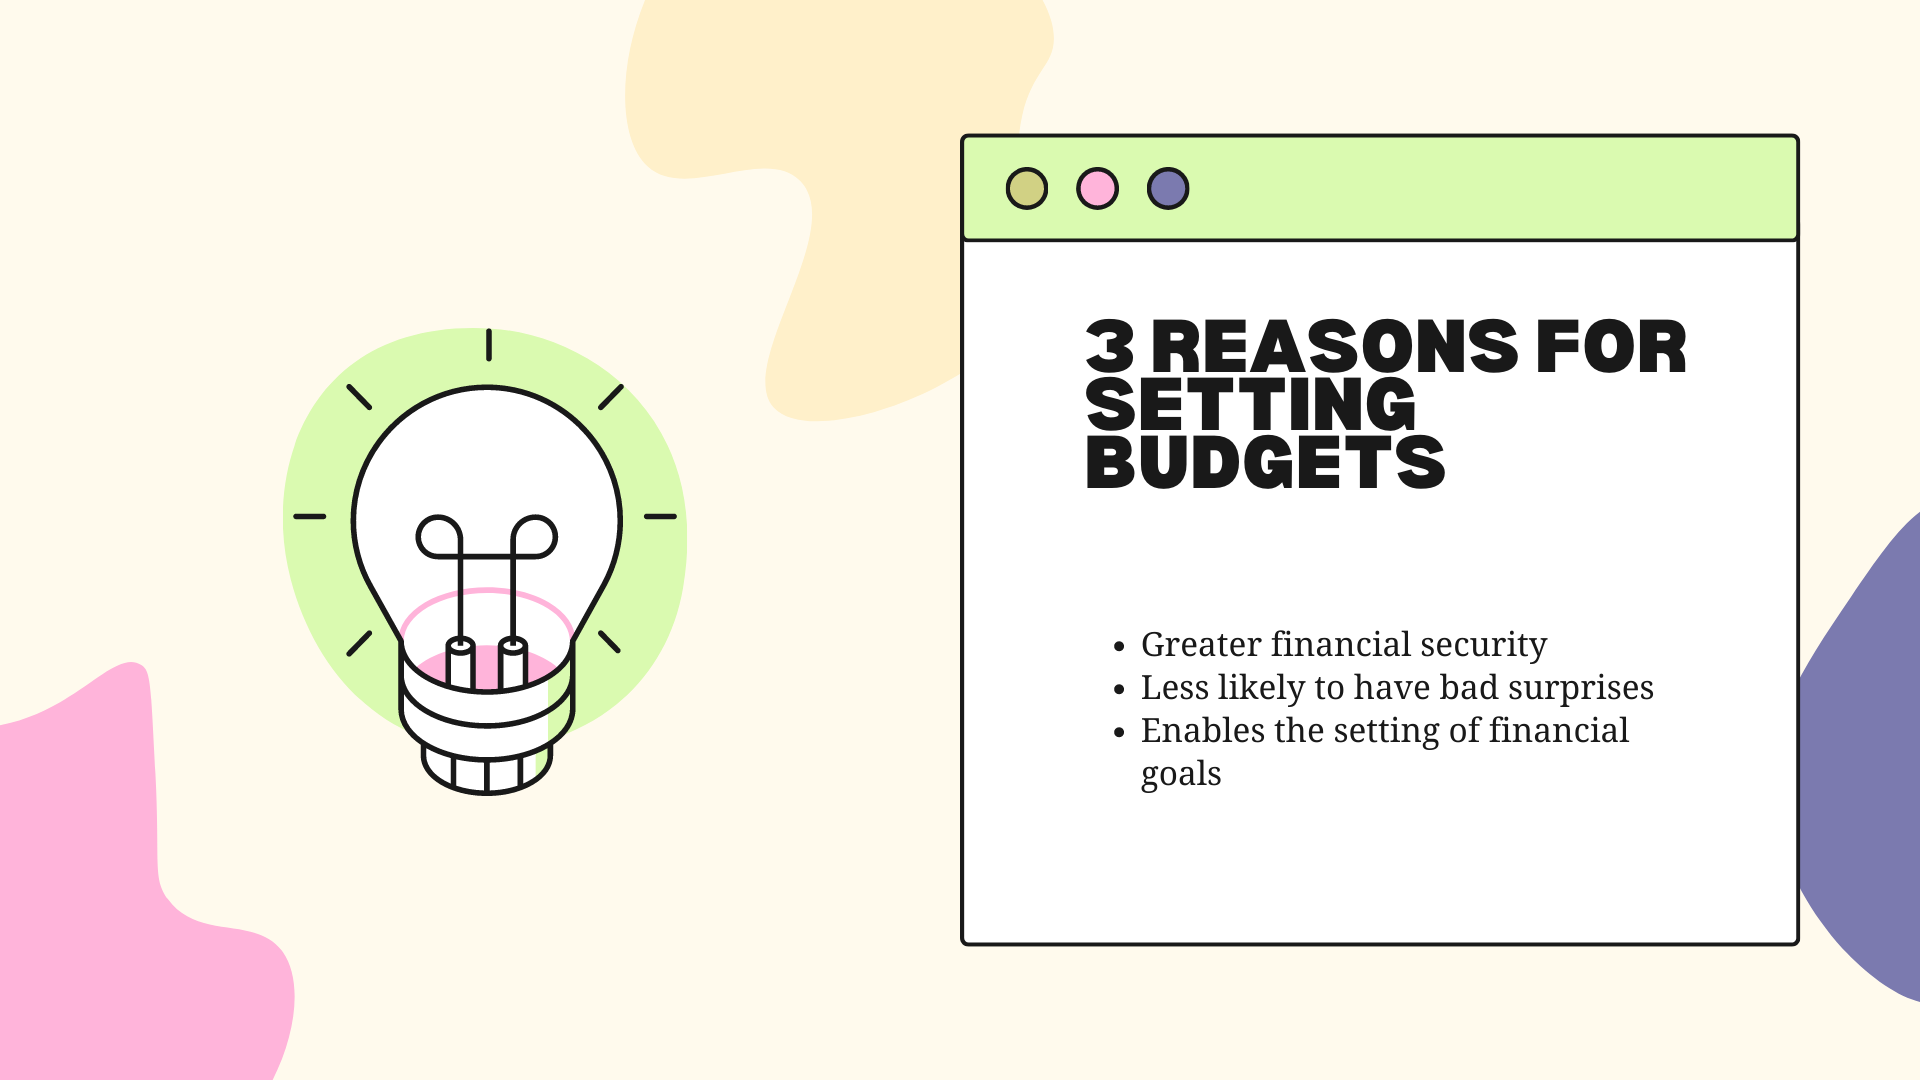 3 REASONS FOR
SETTING
BUDGETS
• Greater financial security
• Less likely to have bad surprises
• Enables the setting of financial
goals